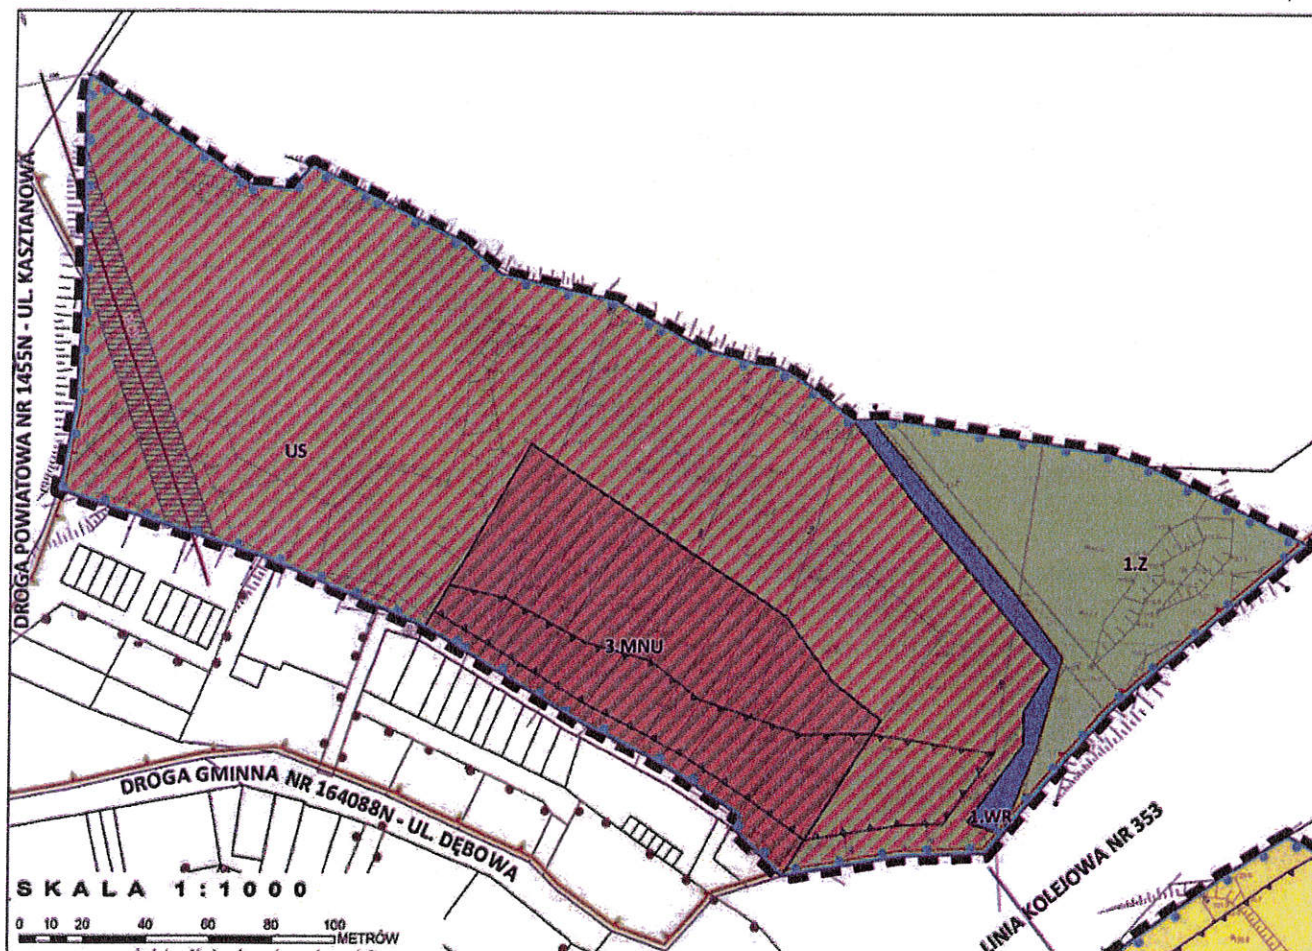 DROGA POWIATOWA NR 1455N - UL. KASZTANOWA
US
1.Z
3.MNU
1.WR
DROGA GMINNA NR 164088N - UL. DĘBOWA
LINIA KOLEJOWA NR 353
SKALA 1:1000
0 10 20 40 60 80 100
METRÓW